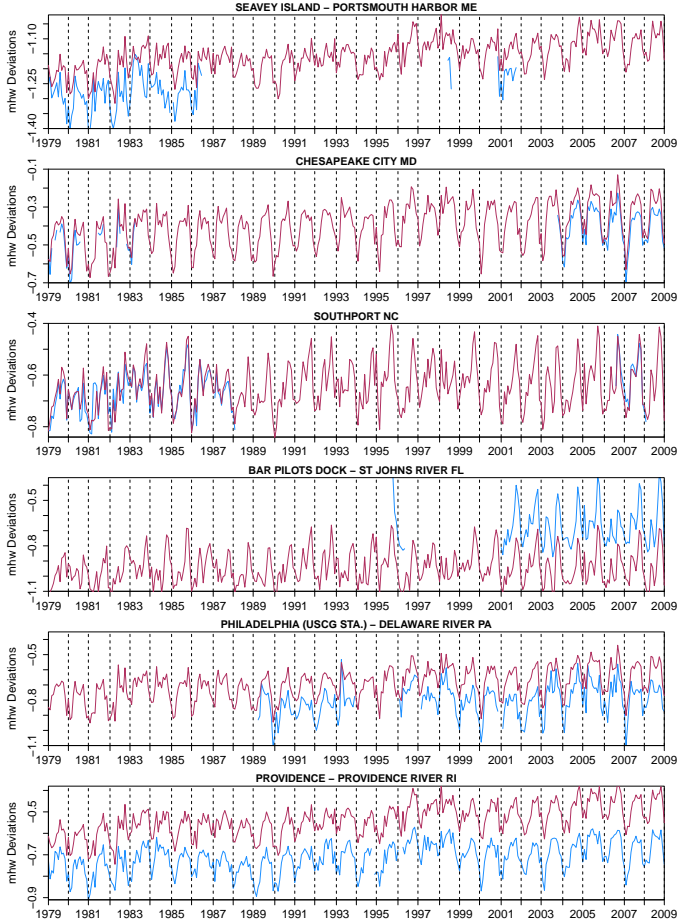 SEAVEY ISLAND − PORTSMOUTH HARBOR ME
mhw Deviations
−1.10
−1.25
−1.40
1979 1981 1983 1985 1987 1989 1991 1993 1995 1997 1999 2001 2003 2005 2007 2009
CHESAPEAKE CITY MD
mhw Deviations
−0.1
−0.3
−0.5
−0.7
1979 1981 1983 1985 1987 1989 1991 1993 1995 1997 1999 2001 2003 2005 2007 2009
SOUTHPORT NC
mhw Deviations
−0.4
−0.6
−0.8
1979 1981 1983 1985 1987 1989 1991 1993 1995 1997 1999 2001 2003 2005 2007 2009
BAR PILOTS DOCK − ST JOHNS RIVER FL
mhw Deviations
−0.5
−0.8
−1.1
1979 1981 1983 1985 1987 1989 1991 1993 1995 1997 1999 2001 2003 2005 2007 2009
PHILADELPHIA (USCG STA.) − DELAWARE RIVER PA
mhw Deviations
−0.5
−0.8
−1.1
1979 1981 1983 1985 1987 1989 1991 1993 1995 1997 1999 2001 2003 2005 2007 2009
PROVIDENCE − PROVIDENCE RIVER RI
mhw Deviations
−0.5
−0.7
−0.9
1979 1981 1983 1985 1987 1989 1991 1993 1995 1997 1999 2001 2003 2005 2007 2009